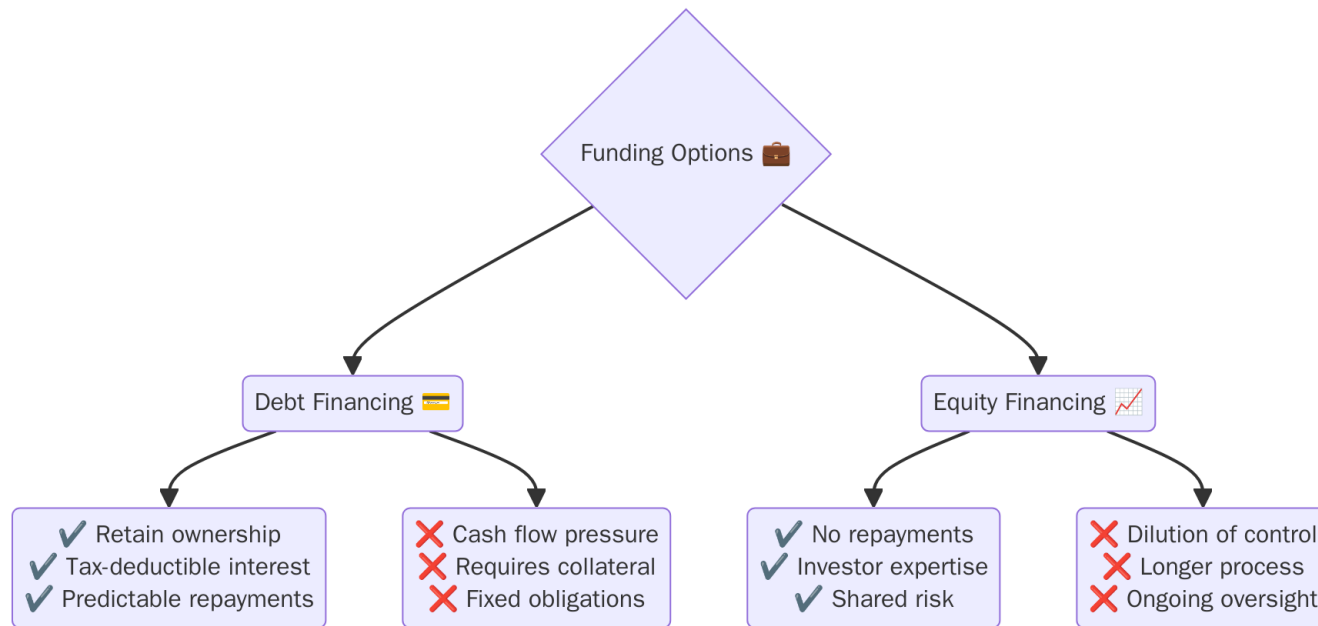 Funding Options 💼
Debt Financing 💳
Equity Financing 📈
✔️ Retain ownership
✔️ Tax-deductible interest
✔️ Predictable repayments
❌ Cash flow pressure
❌ Requires collateral
❌ Fixed obligations
✔️ No repayments
✔️ Investor expertise
✔️ Shared risk
❌ Dilution of control
❌ Longer process
❌ Ongoing oversight